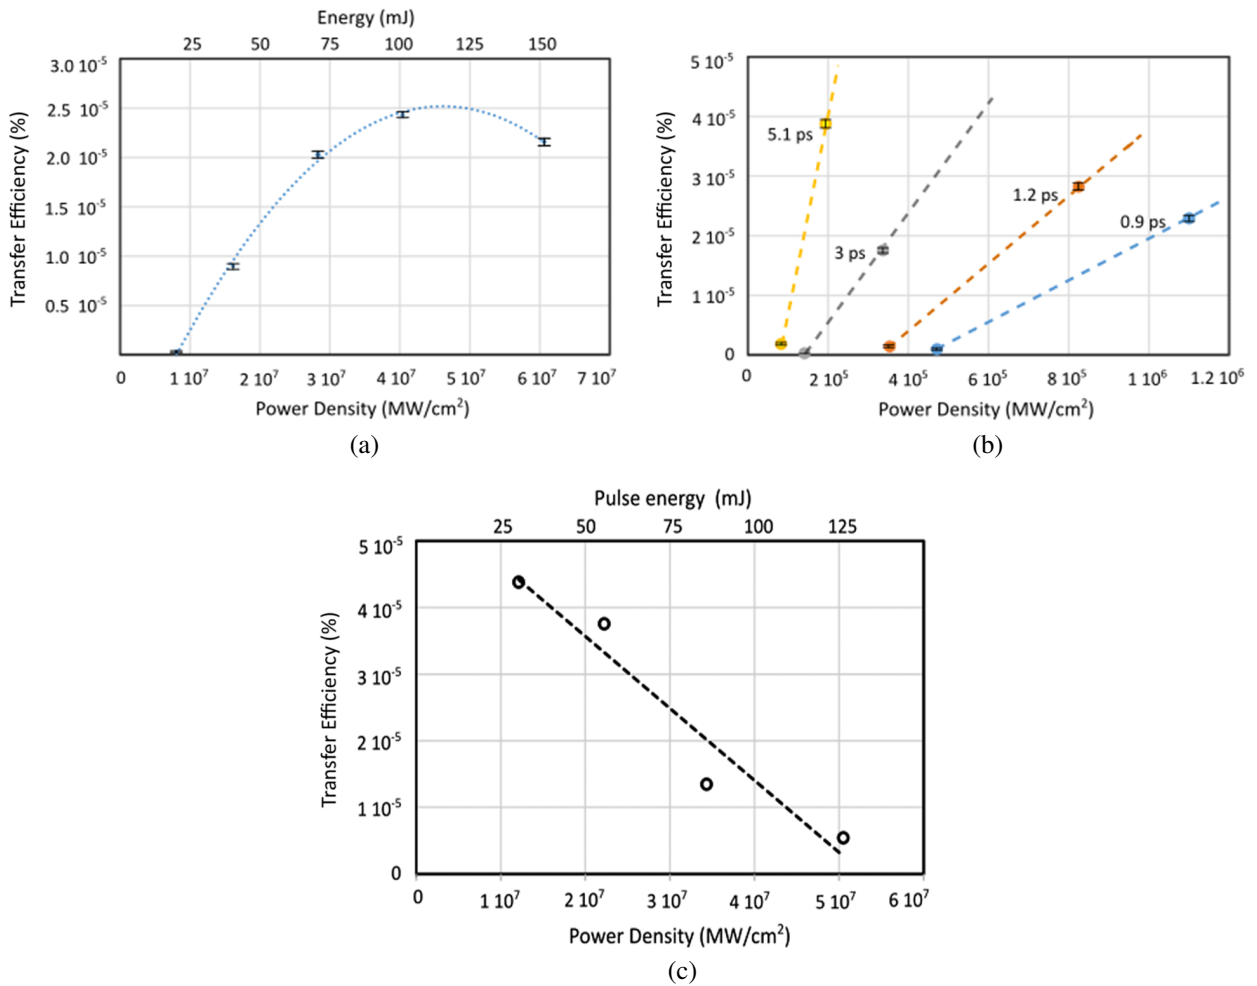 Energy (mJ)
25 50 75 100 125 150
3.0 10⁻⁵
2.5 10⁻⁵
2.0 10⁻⁵
1.5 10⁻⁵
1.0 10⁻⁵
0.5 10⁻⁵
Transfer Efficiency (%)
0 1 10⁷ 2 10⁷ 3 10⁷ 4 10⁷ 5 10⁷ 6 10⁷ 7 10⁷
Power Density (MW/cm²)
(a)
5 10⁻⁵
4 10⁻⁵
3 10⁻⁵
2 10⁻⁵
1 10⁻⁵
0
Transfer Efficiency (%)
5.1 ps
3 ps
1.2 ps
0.9 ps
0 2 10⁵ 4 10⁵ 6 10⁵ 8 10⁵ 1 10⁶ 1.2 10⁶
Power Density (MW/cm²)
(b)
Pulse energy (mJ)
25 50 75 100 125
5 10⁻⁵
4 10⁻⁵
3 10⁻⁵
2 10⁻⁵
1 10⁻⁵
0
Transfer Efficiency (%)
0 1 10⁷ 2 10⁷ 3 10⁷ 4 10⁷ 5 10⁷ 6 10⁷
Power Density (MW/cm²)
(c)